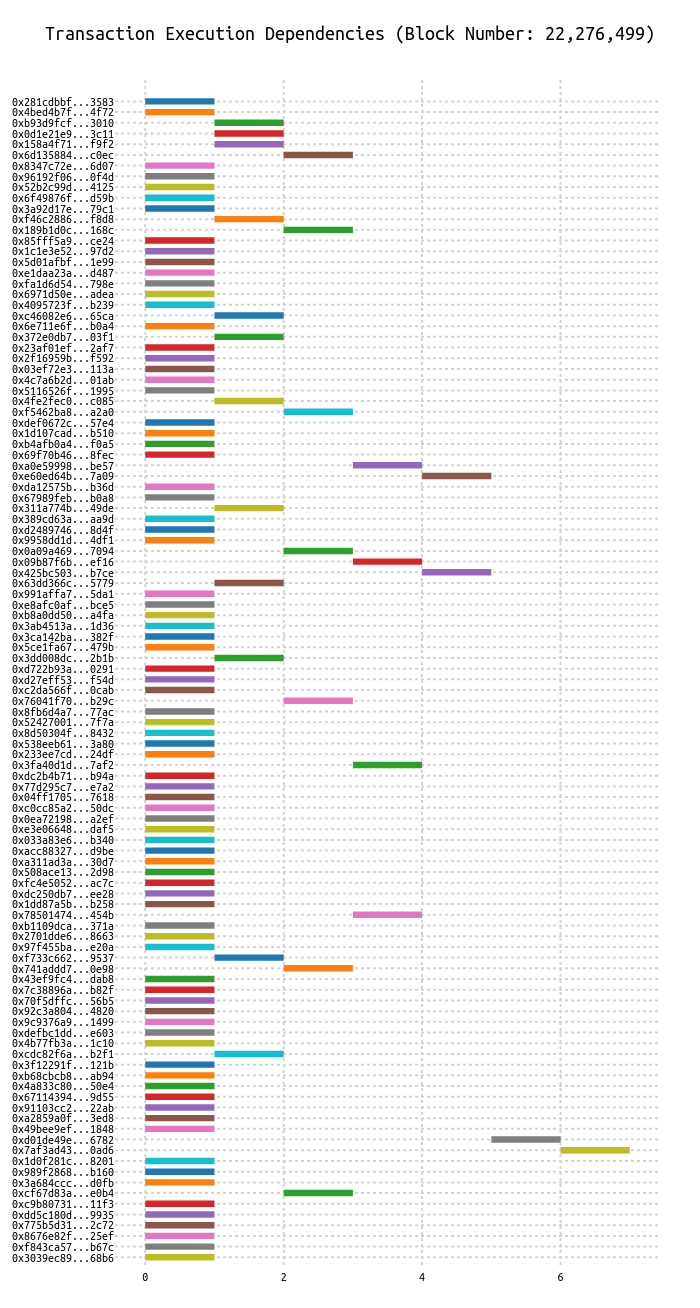 Transaction Execution Dependencies (Block Number: 22,276,499)
0x281cdbbf...3583
0x4bed4b7f...4f72
0xb93d9fcf...3010
0x0d1e21e9...3c11
0x158a4f71...f9f2
0x6d135884...c0ec
0x8347c72e...6d07
0x96192f06...0f4d
0x52b2c99d...4125
0x6f49876f...d59b
0x3a92d17e...79c1
0xf46c2886...f8d8
0x189b1d0c...168c
0x85fff5a9...ce24
0x1c1e3e52...97d2
0x5d01afbf...1e99
0xe1daa23a...d487
0xfa1d6d54...798e
0x6971d50e...adea
0x4095723f...b239
0xc46082e6...65ca
0x6e711e6f...b0a4
0x372e0db7...03f1
0x23af01ef...2af7
0x2f16959b...f592
0x03ef72e3...113a
0x4c7a6b2d...01ab
0x5116526f...1995
0x4fe2fec0...c085
0xf5462ba8...a2a0
0xdef0672c...57e4
0x1d107cad...b510
0xb4afb0a4...f0a5
0x69f70b46...8fec
0xa0e59998...be57
0xe60ed64b...7a09
0xda12575b...b36d
0x67989feb...b0a8
0x311a774b...49de
0x389cd63a...aa9d
0xd2489746...8d4f
0x9958dd1d...4df1
0x0a09a469...7094
0x09b87f6b...ef16
0x425bc503...b7ce
0x63dd366c...5779
0x991affa7...5da1
0xe8afc0af...bce5
0xb8a0dd50...a4fa
0x3ab4513a...1d36
0x3ca142ba...382f
0x5ce1fa67...479b
0x3dd008dc...2b1b
0xd722b93a...0291
0xd27eff53...f54d
0xc2da566f...0cab
0x76041f70...b29c
0x8fb6d4a7...77ac
0x52427001...7f7a
0x8d50304f...8432
0x538eeb61...3a80
0x233ee7cd...24df
0x3fa40d1d...7af2
0xdc2b4b71...b94a
0x77d295c7...e7a2
0x04ff1705...7618
0xc0cc85a2...50dc
0x0ea72198...a2ef
0xe3e06648...daf5
0x033a83e6...b340
0xacc88327...d9be
0xa311ad3a...30d7
0x508ace13...2d98
0xfc4e5052...ac7c
0xdc250db7...ee28
0x1dd87a5b...b258
0x78501474...454b
0xb1109dca...371a
0x2701dde6...8663
0x97f455ba...e20a
0xf733c662...9537
0x741addd7...0e98
0x43ef9fc4...dab8
0x7c38896a...b82f
0x70f5dffc...56b5
0x92c3a804...4820
0x9c9376a9...1499
0xdefbc1dd...e603
0x4b77fb3a...1c10
0xcdc82f6a...b2f1
0x3f12291f...121b
0xb68cbcb8...ab94
0x4a833c80...50e4
0x67114394...9d55
0x91103cc2...22ab
0xa2859a0f...3ed8
0x49bee9ef...1848
0xd01de49e...6782
0x7af3ad43...0ad6
0x1d0f281c...8201
0x989f2868...b160
0x3a684ccc...d0fb
0xcf67d83a...e0b4
0xc9b80731...11f3
0xdd5c180d...9935
0x775b5d31...2c72
0x8676e82f...25ef
0xf843ca57...b67c
0x3039ec89...68b6
0 2 4 6